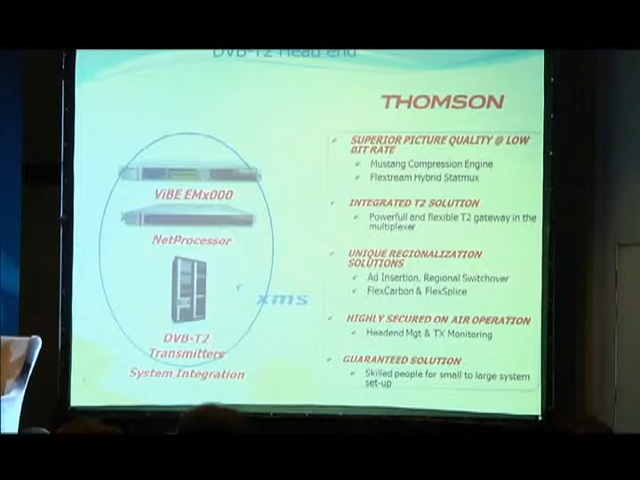 DVB-T2 Head end
THOMSON
SUPERIOR PICTURE QUALITY @ LOW
BIT RATE
Mustang Compression Engine
Flextream Hybrid Statmux
INTEGRATED T2 SOLUTION
Powerfull and flexible T2 gateway in the
multiplexer
UNIQUE REGIONALIZATION
SOLUTIONS
Ad Insertion, Regional Switchover
FlexCarbon & FlexSplice
HIGHLY SECURED ON AIR OPERATION
Headend Mgt & TX Monitoring
GUARANTEED SOLUTION
Skilled people for small to large system
set-up
ViBE EMx000
NetProcessor
xms
DVB-T2
Transmitters
System Integration